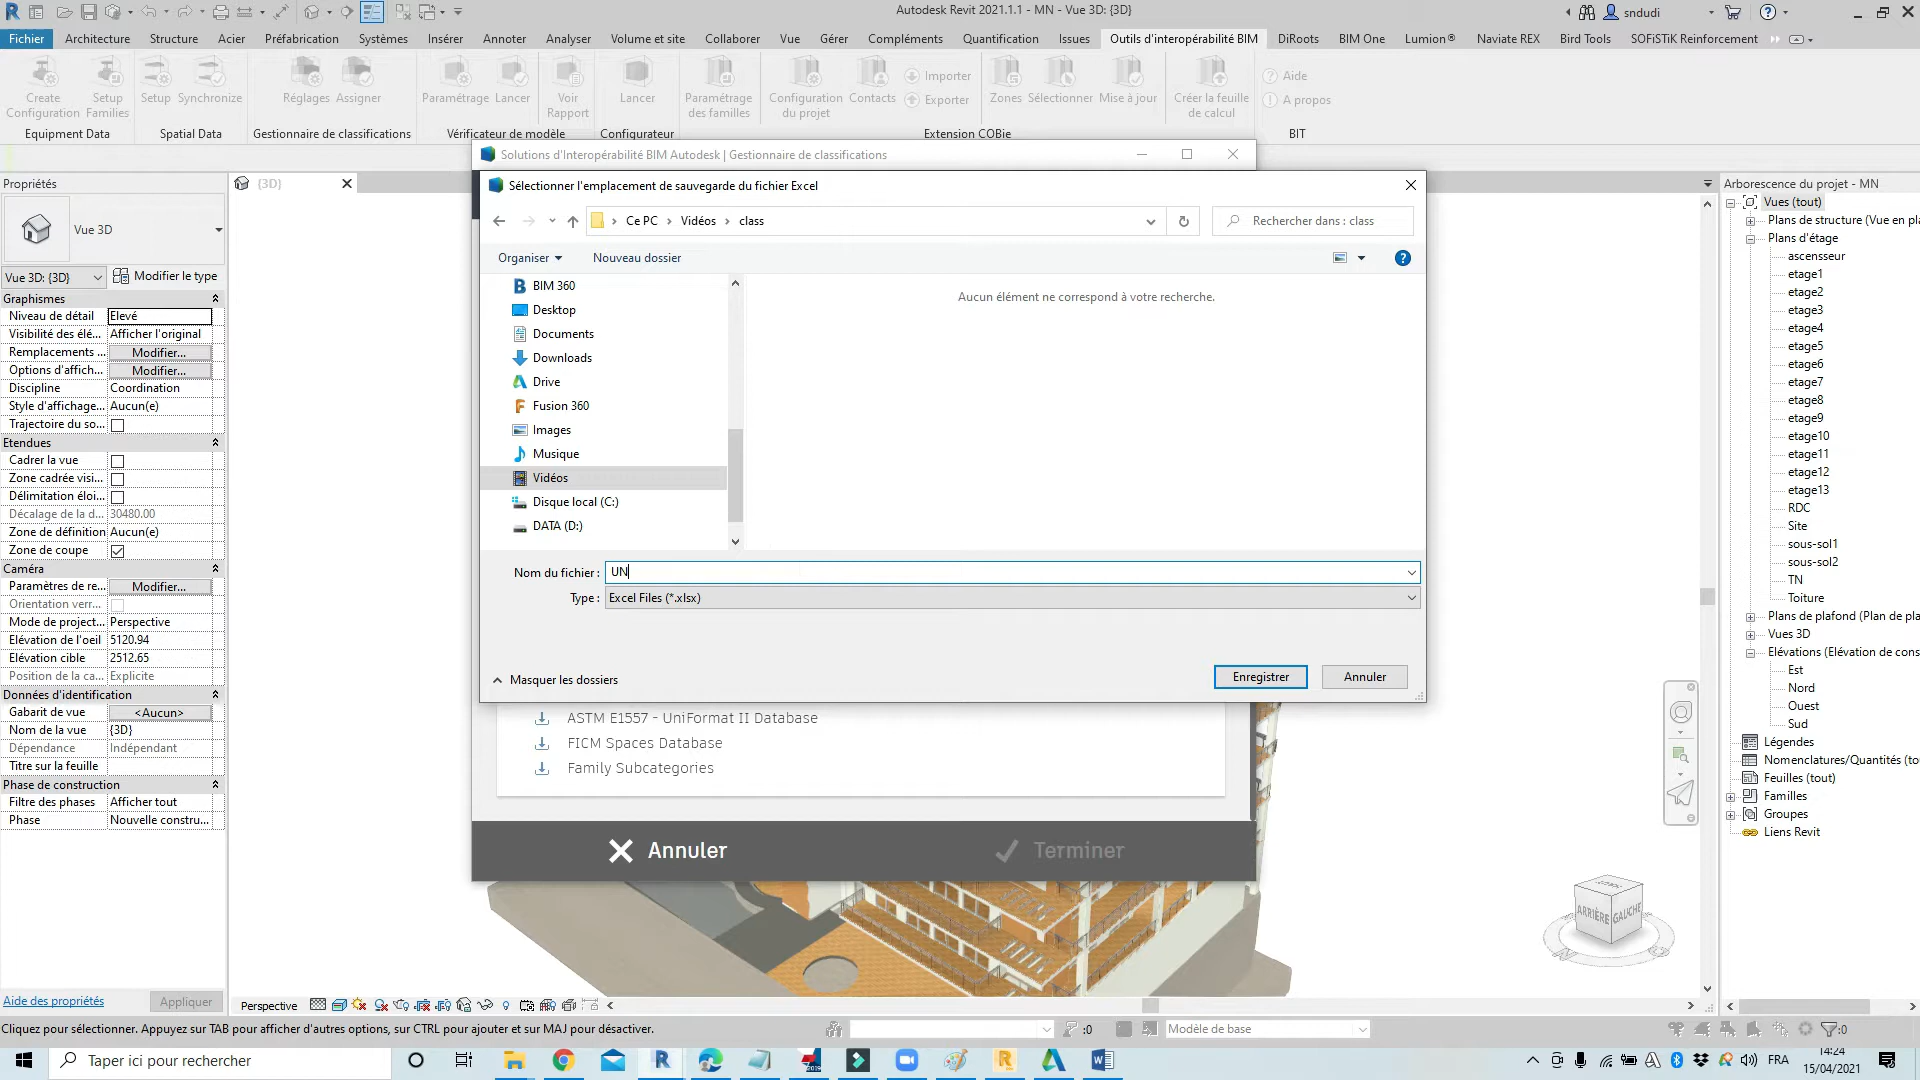 Autodesk Revit 2021.1.1 - MN - Vue 3D: {3D}
sndudi
Fichier Architecture Structure Acier Préfabrication Systèmes Insérer Annoter Analyser Volume et site Collaborer Vue Gérer Compléments Quantification Issues Outils d'interopérabilité BIM DiRoots BIM One Lumion® Naviate REX Bird Tools SOFiSTiK Reinforcement
Create Configuration
Setup Families
Setup
Synchronize
Réglages
Assigner
Paramétrage
Lancer
Voir Rapport
Lancer
Paramétrage des familles
Configuration du projet
Contacts
Importer
Exporter
Zones
Sélectionner
Mise à jour
Créer la feuille de calcul
Aide
A propos
Equipment Data
Spatial Data
Gestionnaire de classifications
Vérificateur de modèle
Configurateur
Extension COBie
BIT
Solutions d'Interopérabilité BIM Autodesk | Gestionnaire de classifications
Propriétés
{3D}
Vue 3D
Vue 3D: {3D}
Modifier le type
Graphismes
Niveau de détail Elevé
Visibilité des élé... Afficher l'original
Remplacements ... Modifier...
Options d'affich... Modifier...
Discipline Coordination
Style d'affichage... Aucun(e)
Trajectoire du so...
Etendues
Cadrer la vue
Zone cadrée visi...
Délimitation éloi...
Décalage de la d... 30480.00
Zone de définition Aucun(e)
Zone de coupe
Caméra
Paramètres de re... Modifier...
Orientation verr...
Mode de project... Perspective
Elévation de l'oeil 5120.94
Elévation cible 2512.65
Position de la ca... Explicite
Données d'identification
Gabarit de vue <Aucun>
Nom de la vue {3D}
Dépendance Indépendant
Titre sur la feuille
Phase de construction
Filtre des phases Afficher tout
Phase Nouvelle constru...
Aide des propriétés
Appliquer
Sélectionner l'emplacement de sauvegarde du fichier Excel
Ce PC > Vidéos > class
Rechercher dans : class
Organiser
Nouveau dossier
BIM 360
Desktop
Documents
Downloads
Drive
Fusion 360
Images
Musique
Vidéos
Disque local (C:)
DATA (D:)
Aucun élément ne correspond à votre recherche.
Nom du fichier : UN
Type : Excel Files (*.xlsx)
Masquer les dossiers
Enregistrer
Annuler
ASTM E1557 - UniFormat II Database
FICM Spaces Database
Family Subcategories
Annuler
Terminer
Arborescence du projet - MN
Vues (tout)
Plans de structure (Vue en pla
Plans d'étage
ascensseur
etage1
etage2
etage3
etage4
etage5
etage6
etage7
etage8
etage9
etage10
etage11
etage12
etage13
RDC
Site
sous-sol1
sous-sol2
TN
Toiture
Plans de plafond (Plan de pla
Vues 3D
Elévations (Elévation de cons
Est
Nord
Ouest
Sud
Légendes
Nomenclatures/Quantités (tou
Feuilles (tout)
Familles
Groupes
Liens Revit
ARRIÈRE
GAUCHE
Perspective
Cliquez pour sélectionner. Appuyez sur TAB pour afficher d'autres options, sur CTRL pour ajouter et sur MAJ pour désactiver.
:0
Modèle de base
:0
Taper ici pour rechercher
FRA
14:24
15/04/2021